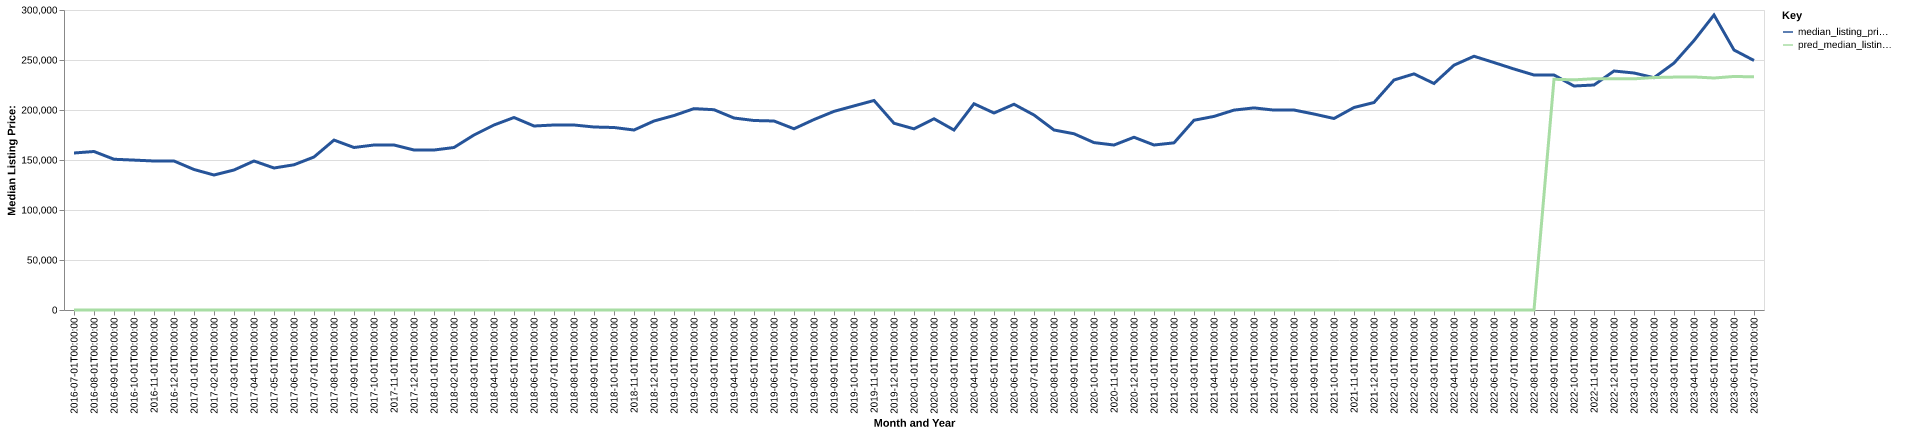 300,000
250,000
200,000
150,000
100,000
50,000
0
Median Listing Price:
2016-07-01T00:00:00
2016-08-01T00:00:00
2016-09-01T00:00:00
2016-10-01T00:00:00
2016-11-01T00:00:00
2016-12-01T00:00:00
2017-01-01T00:00:00
2017-02-01T00:00:00
2017-03-01T00:00:00
2017-04-01T00:00:00
2017-05-01T00:00:00
2017-06-01T00:00:00
2017-07-01T00:00:00
2017-08-01T00:00:00
2017-09-01T00:00:00
2017-10-01T00:00:00
2017-11-01T00:00:00
2017-12-01T00:00:00
2018-01-01T00:00:00
2018-02-01T00:00:00
2018-03-01T00:00:00
2018-04-01T00:00:00
2018-05-01T00:00:00
2018-06-01T00:00:00
2018-07-01T00:00:00
2018-08-01T00:00:00
2018-09-01T00:00:00
2018-10-01T00:00:00
2018-11-01T00:00:00
2018-12-01T00:00:00
2019-01-01T00:00:00
2019-02-01T00:00:00
2019-03-01T00:00:00
2019-04-01T00:00:00
2019-05-01T00:00:00
2019-06-01T00:00:00
2019-07-01T00:00:00
2019-08-01T00:00:00
2019-09-01T00:00:00
2019-10-01T00:00:00
2019-11-01T00:00:00
2019-12-01T00:00:00
2020-01-01T00:00:00
2020-02-01T00:00:00
2020-03-01T00:00:00
2020-04-01T00:00:00
2020-05-01T00:00:00
2020-06-01T00:00:00
2020-07-01T00:00:00
2020-08-01T00:00:00
2020-09-01T00:00:00
2020-10-01T00:00:00
2020-11-01T00:00:00
2020-12-01T00:00:00
2021-01-01T00:00:00
2021-02-01T00:00:00
2021-03-01T00:00:00
2021-04-01T00:00:00
2021-05-01T00:00:00
2021-06-01T00:00:00
2021-07-01T00:00:00
2021-08-01T00:00:00
2021-09-01T00:00:00
2021-10-01T00:00:00
2021-11-01T00:00:00
2021-12-01T00:00:00
2022-01-01T00:00:00
2022-02-01T00:00:00
2022-03-01T00:00:00
2022-04-01T00:00:00
2022-05-01T00:00:00
2022-06-01T00:00:00
2022-07-01T00:00:00
2022-08-01T00:00:00
2022-09-01T00:00:00
2022-10-01T00:00:00
2022-11-01T00:00:00
2022-12-01T00:00:00
2023-01-01T00:00:00
2023-02-01T00:00:00
2023-03-01T00:00:00
2023-04-01T00:00:00
2023-05-01T00:00:00
2023-06-01T00:00:00
2023-07-01T00:00:00
Month and Year
Key
median_listing_pri…
pred_median_listin…